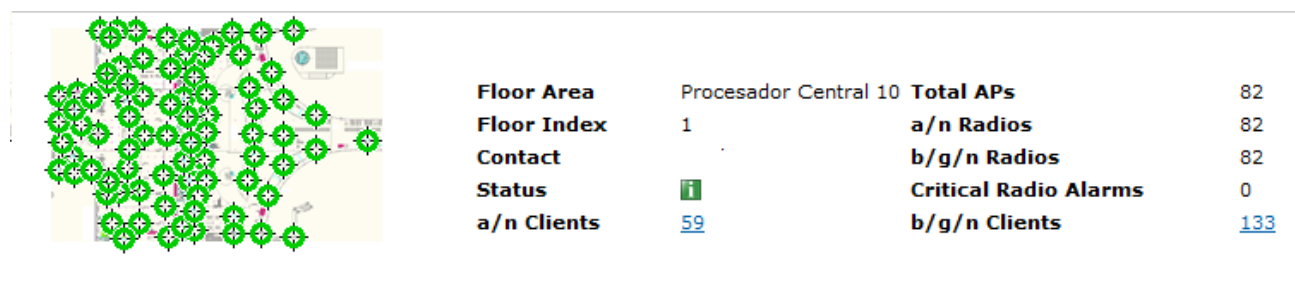 Floor Area Procesador Central 10 Total APs 82
Floor Index 1 a/n Radios 82
Contact b/g/n Radios 82
Status i Critical Radio Alarms 0
a/n Clients 59 b/g/n Clients 133